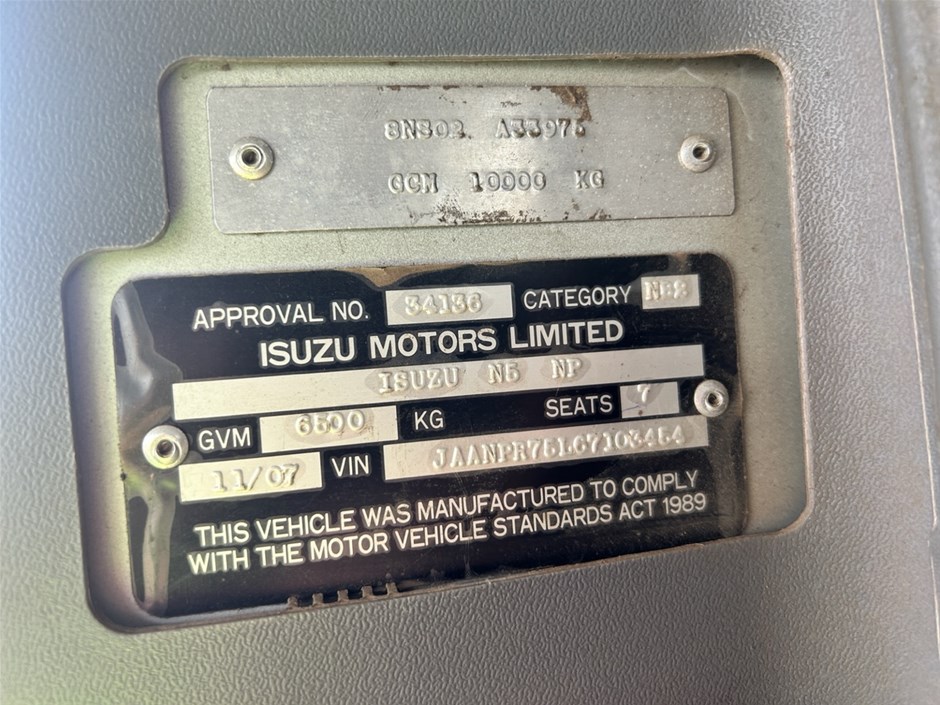 8NS02 A33975
GCM 10000 KG
APPROVAL NO. 34136 CATEGORY NB2
ISUZU MOTORS LIMITED
ISUZU N5 NP
GVM 6500 KG SEATS 7
11/07 VIN JAANPR75LC7103454
THIS VEHICLE WAS MANUFACTURED TO COMPLY
WITH THE MOTOR VEHICLE STANDARDS ACT 1989